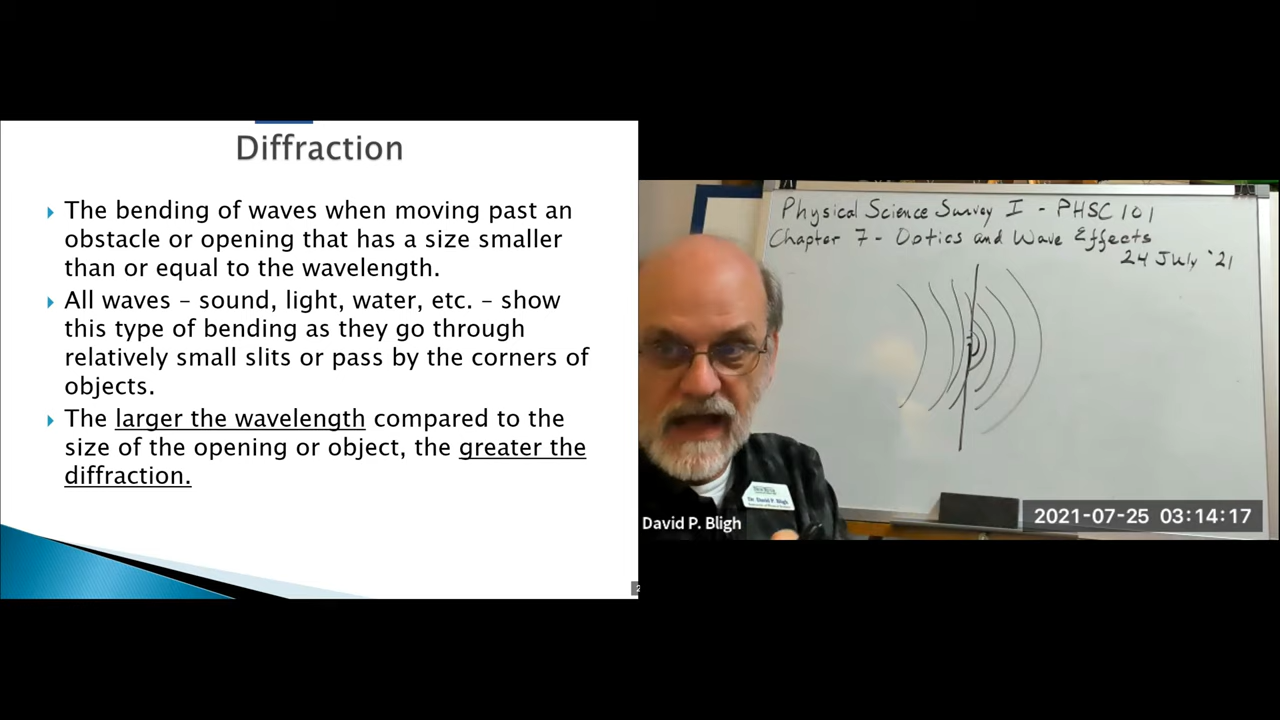 Diffraction
The bending of waves when moving past an
obstacle or opening that has a size smaller
than or equal to the wavelength.
All waves – sound, light, water, etc. – show
this type of bending as they go through
relatively small slits or pass by the corners of
objects.
The larger the wavelength compared to the
size of the opening or object, the greater the
diffraction.
2
Physical Science Survey I - PHSC 101
Chapter 7 - Optics and Wave Effects
24 July '21
Dr. David P. Bligh
David P. Bligh
2021-07-25 03:14:17